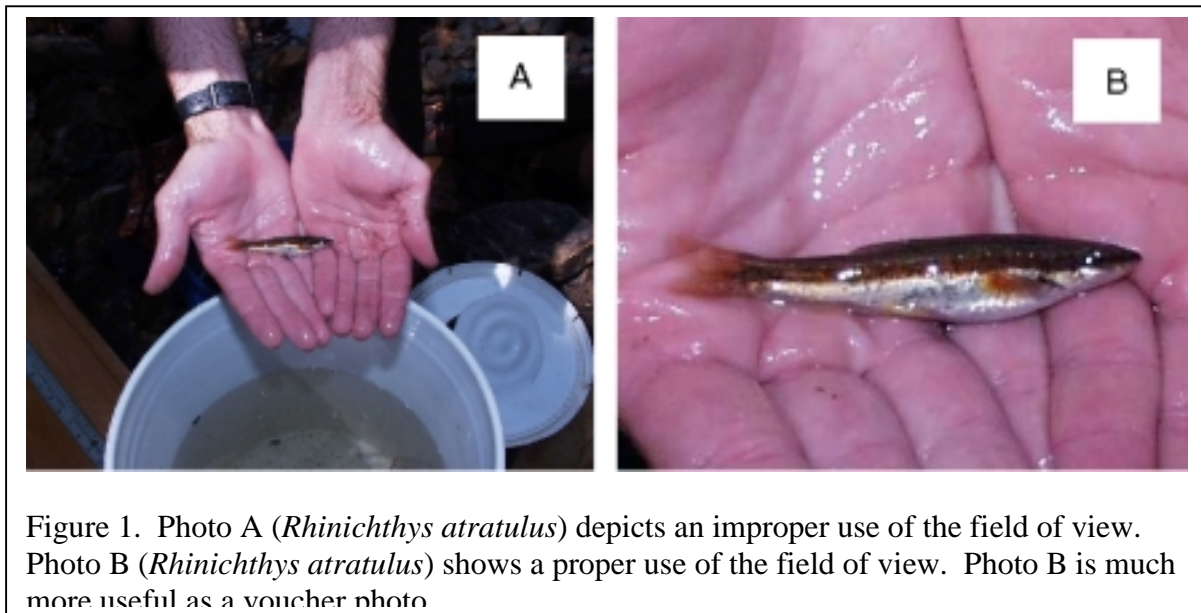 A
B
Figure 1. Photo A (Rhinichthys atratulus) depicts an improper use of the field of view.
Photo B (Rhinichthys atratulus) shows a proper use of the field of view. Photo B is much
more useful as a voucher photo